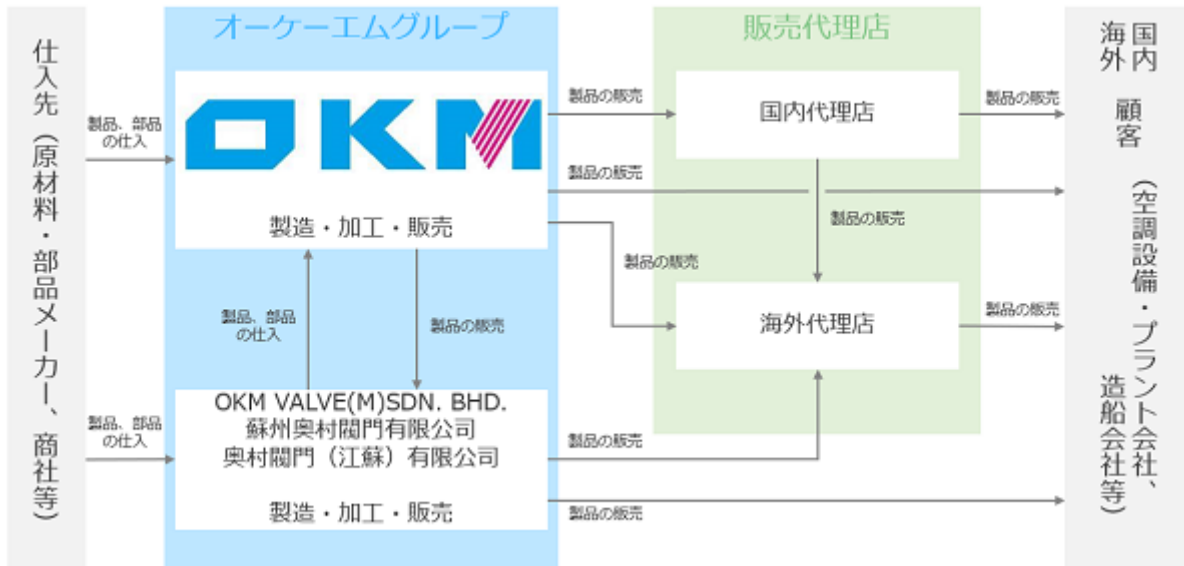 仕入先（原材料・部品メーカー、商社等）
製品、部品
の仕入
製品、部品
の仕入
オーケーエムグループ
OKM
製造・加工・販売
製品、部品
の仕入
製品の販売
OKM VALVE(M)SDN. BHD.
蘇州奥村閥門有限公司
奥村閥門（江蘇）有限公司
製造・加工・販売
製品の販売
製品の販売
製品の販売
製品の販売
製品の販売
販売代理店
国内代理店
製品の販売
海外代理店
製品の販売
製品の販売
国内
海外
顧客
（空調設備・プラント会社、
造船会社等）